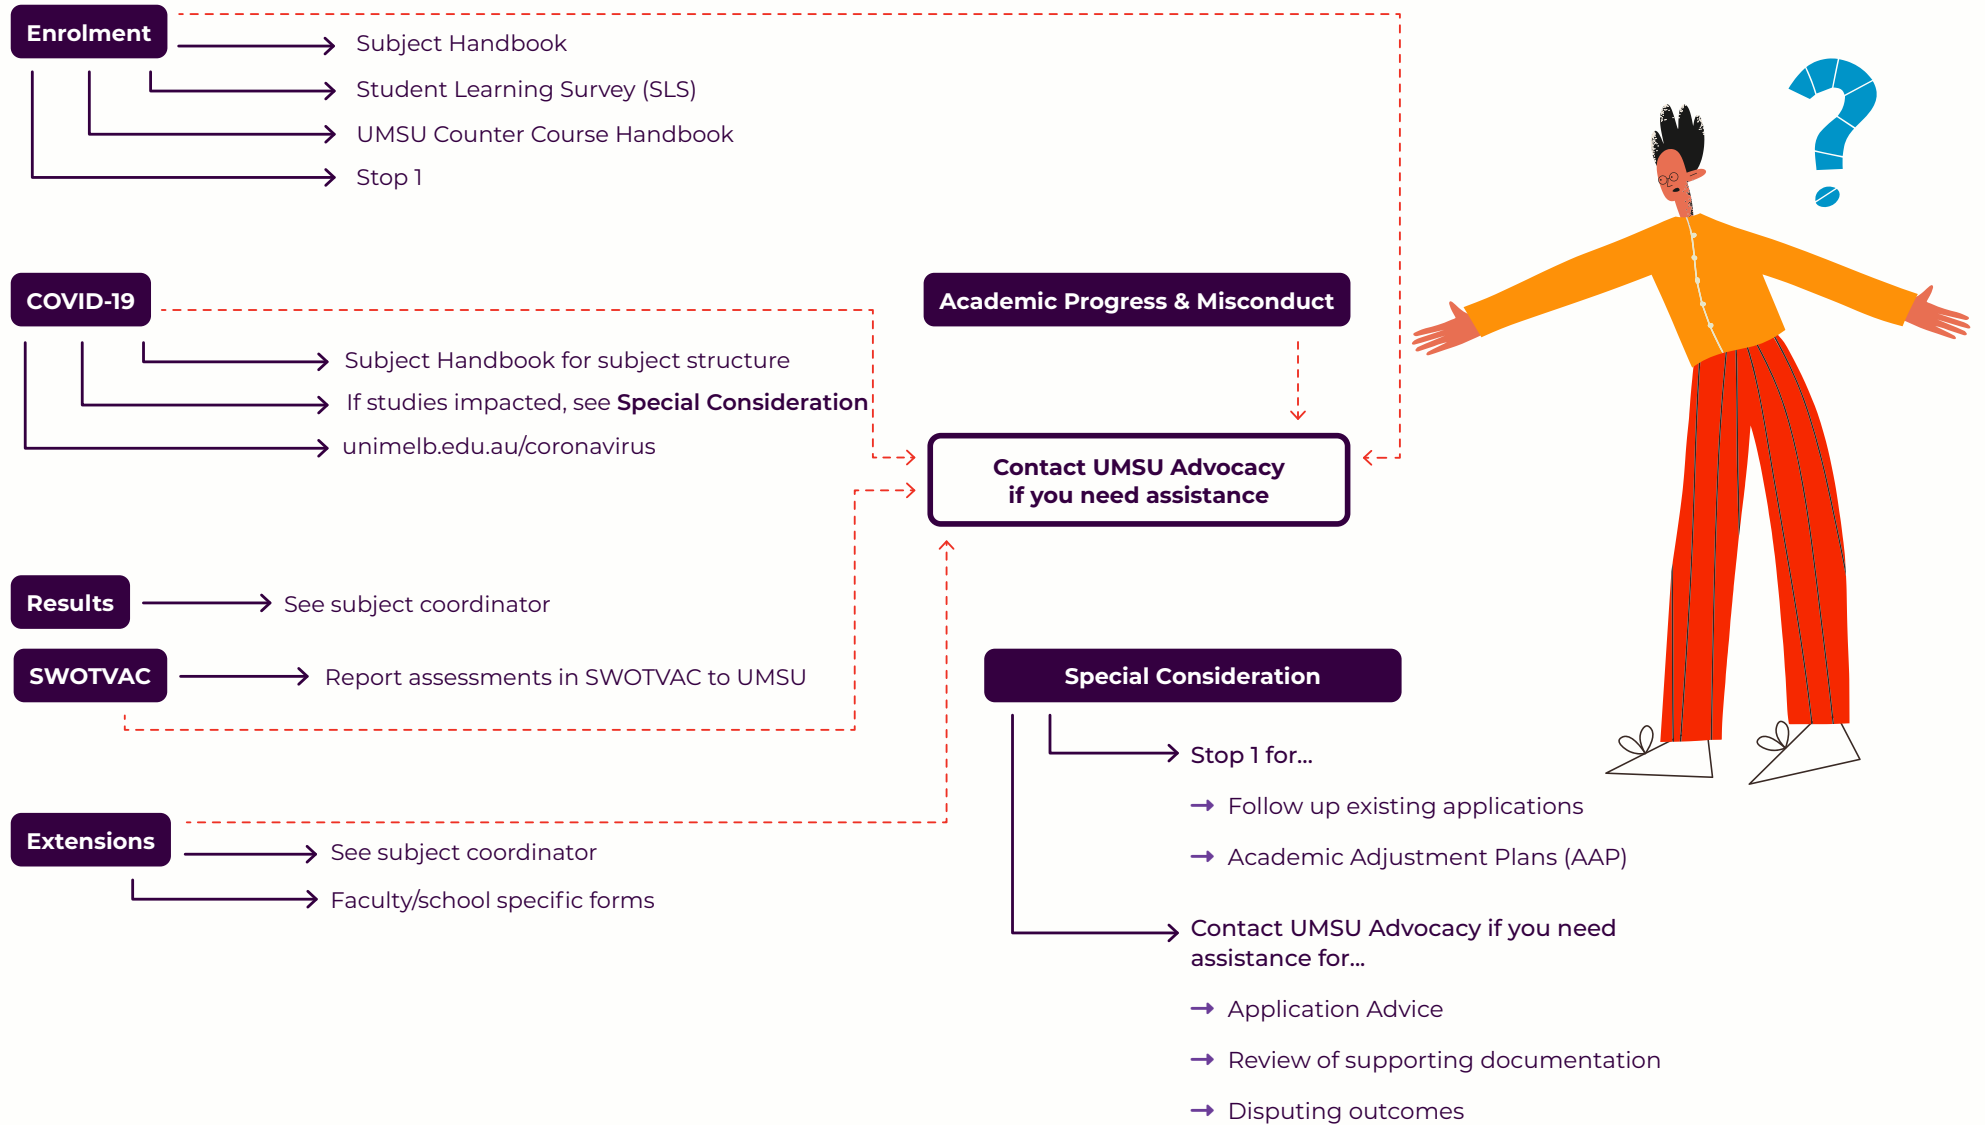 Enrolment
Subject Handbook
Student Learning Survey (SLS)
UMSU Counter Course Handbook
Stop 1
COVID-19
Subject Handbook for subject structure
If studies impacted, see Special Consideration
unimelb.edu.au/coronavirus
Academic Progress & Misconduct
Contact UMSU Advocacy
if you need assistance
Results
See subject coordinator
SWOTVAC
Report assessments in SWOTVAC to UMSU
Extensions
See subject coordinator
Faculty/school specific forms
Special Consideration
Stop 1 for...
Follow up existing applications
Academic Adjustment Plans (AAP)
Contact UMSU Advocacy if you need
assistance for...
Application Advice
Review of supporting documentation
Disputing outcomes
?